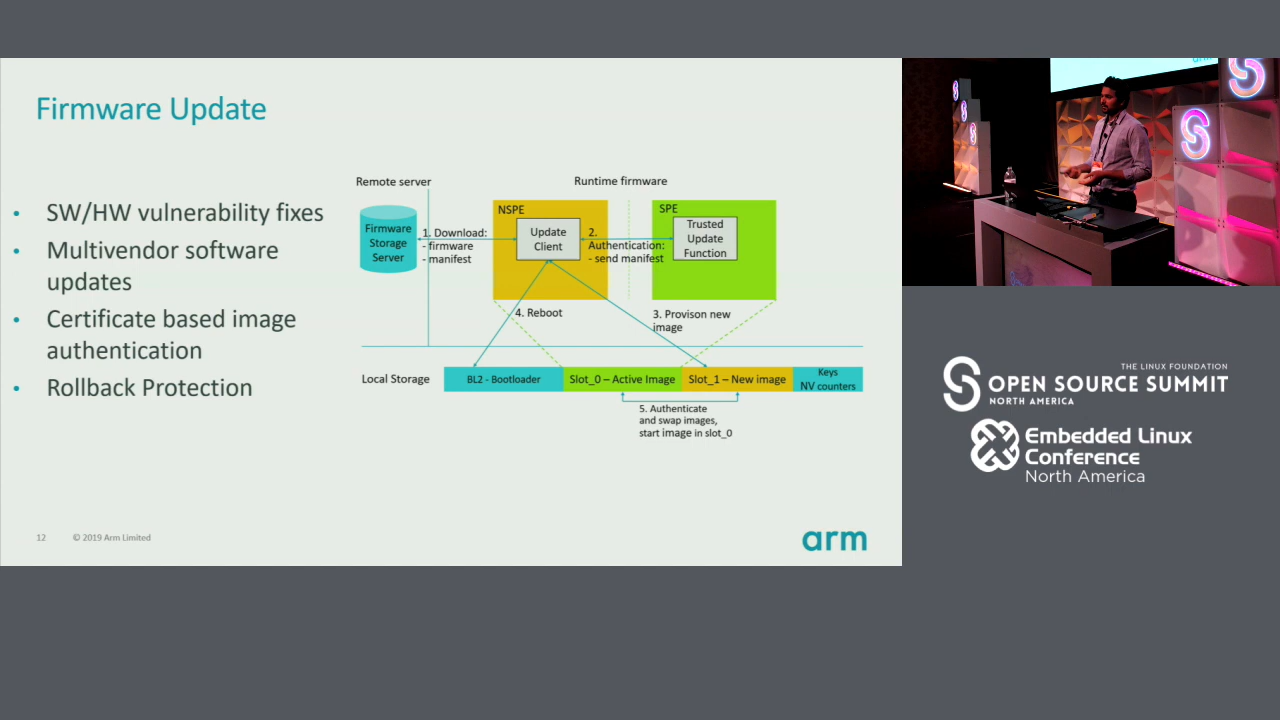 Firmware Update
• SW/HW vulnerability fixes
• Multivendor software
updates
• Certificate based image
authentication
• Rollback Protection
Remote server
Runtime firmware
Firmware
Storage
Server
1. Download:
- firmware
- manifest
NSPE
Update
Client
2.
Authentication:
- send manifest
SPE
Trusted
Update
Function
4. Reboot
3. Provison new
image
Local Storage
BL2 - Bootloader
Slot_0 – Active Image
Slot_1 – New image
Keys
NV counters
5. Authenticate
and swap images,
start image in slot_0
12
© 2019 Arm Limited
arm
arm
THE LINUX FOUNDATION
OPEN SOURCE SUMMIT
NORTH AMERICA
Embedded Linux
Conference
North America